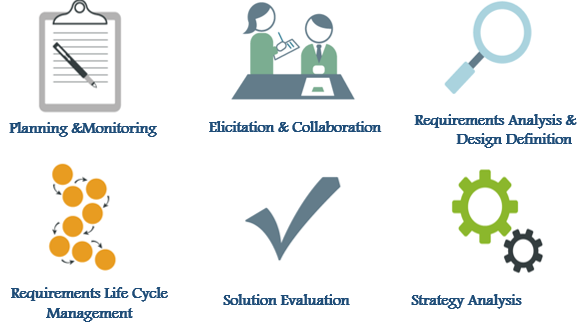 Planning &Monitoring
Elicitation & Collaboration
Requirements Analysis &
Design Definition
Requirements Life Cycle
Management
Solution Evaluation
Strategy Analysis